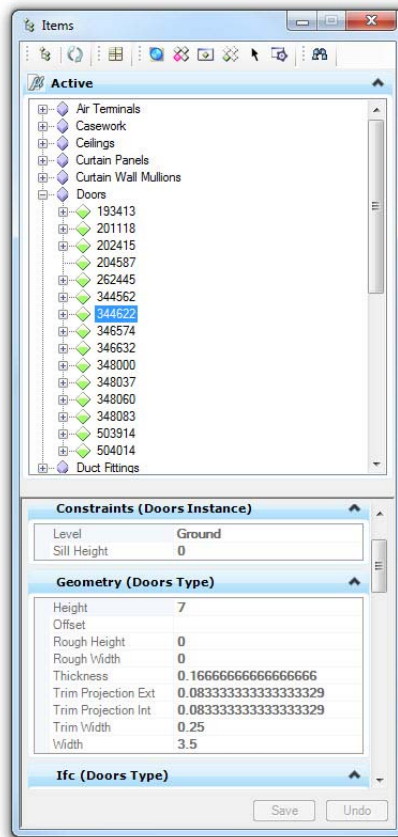 Items
Active
Air Terminals
Casework
Ceilings
Curtain Panels
Curtain Wall Mullions
Doors
193413
201118
202415
204587
262445
344562
344622
346574
346632
348000
348037
348060
348083
503914
504014
Duct Fittings
Constraints (Doors Instance)
Level Ground
Sill Height 0
Geometry (Doors Type)
Height 7
Offset
Rough Height 0
Rough Width 0
Thickness 0.16666666666666666
Trim Projection Ext 0.083333333333333329
Trim Projection Int 0.083333333333333329
Trim Width 0.25
Width 3.5
Ifc (Doors Type)
Save Undo